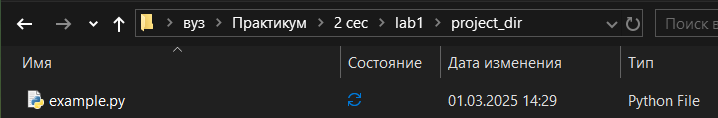 вуз > Практикум > 2 сес > lab1 > project_dir
Поиск в
Имя Состояние Дата изменения Тип
example.py 01.03.2025 14:29 Python File